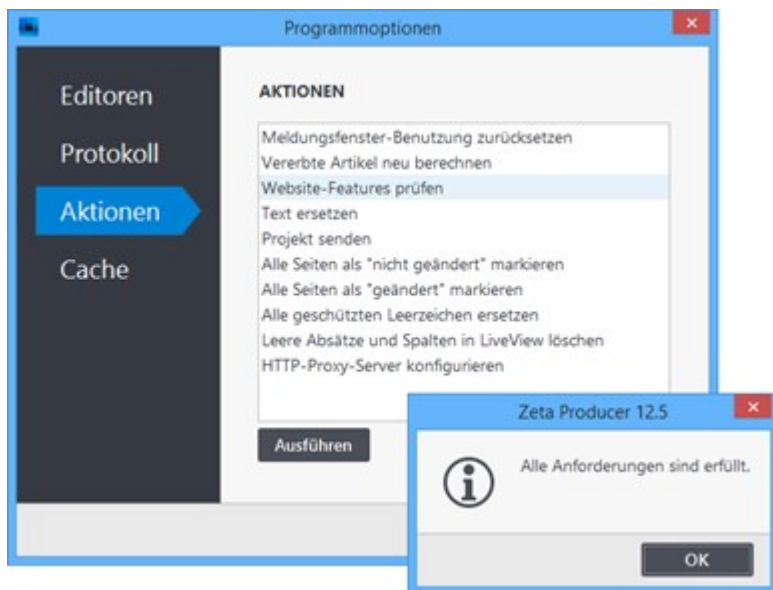 Programmoptionen
Editoren
Protokoll
Aktionen
Cache
AKTIONEN
Meldungsfenster-Benutzung zurücksetzen
Vererbte Artikel neu berechnen
Website-Features prüfen
Text ersetzen
Projekt senden
Alle Seiten als "nicht geändert" markieren
Alle Seiten als "geändert" markieren
Alle geschützten Leerzeichen ersetzen
Leere Absätze und Spalten in LiveView löschen
HTTP-Proxy-Server konfigurieren
Ausführen
Zeta Producer 12.5
Alle Anforderungen sind erfüllt.
OK